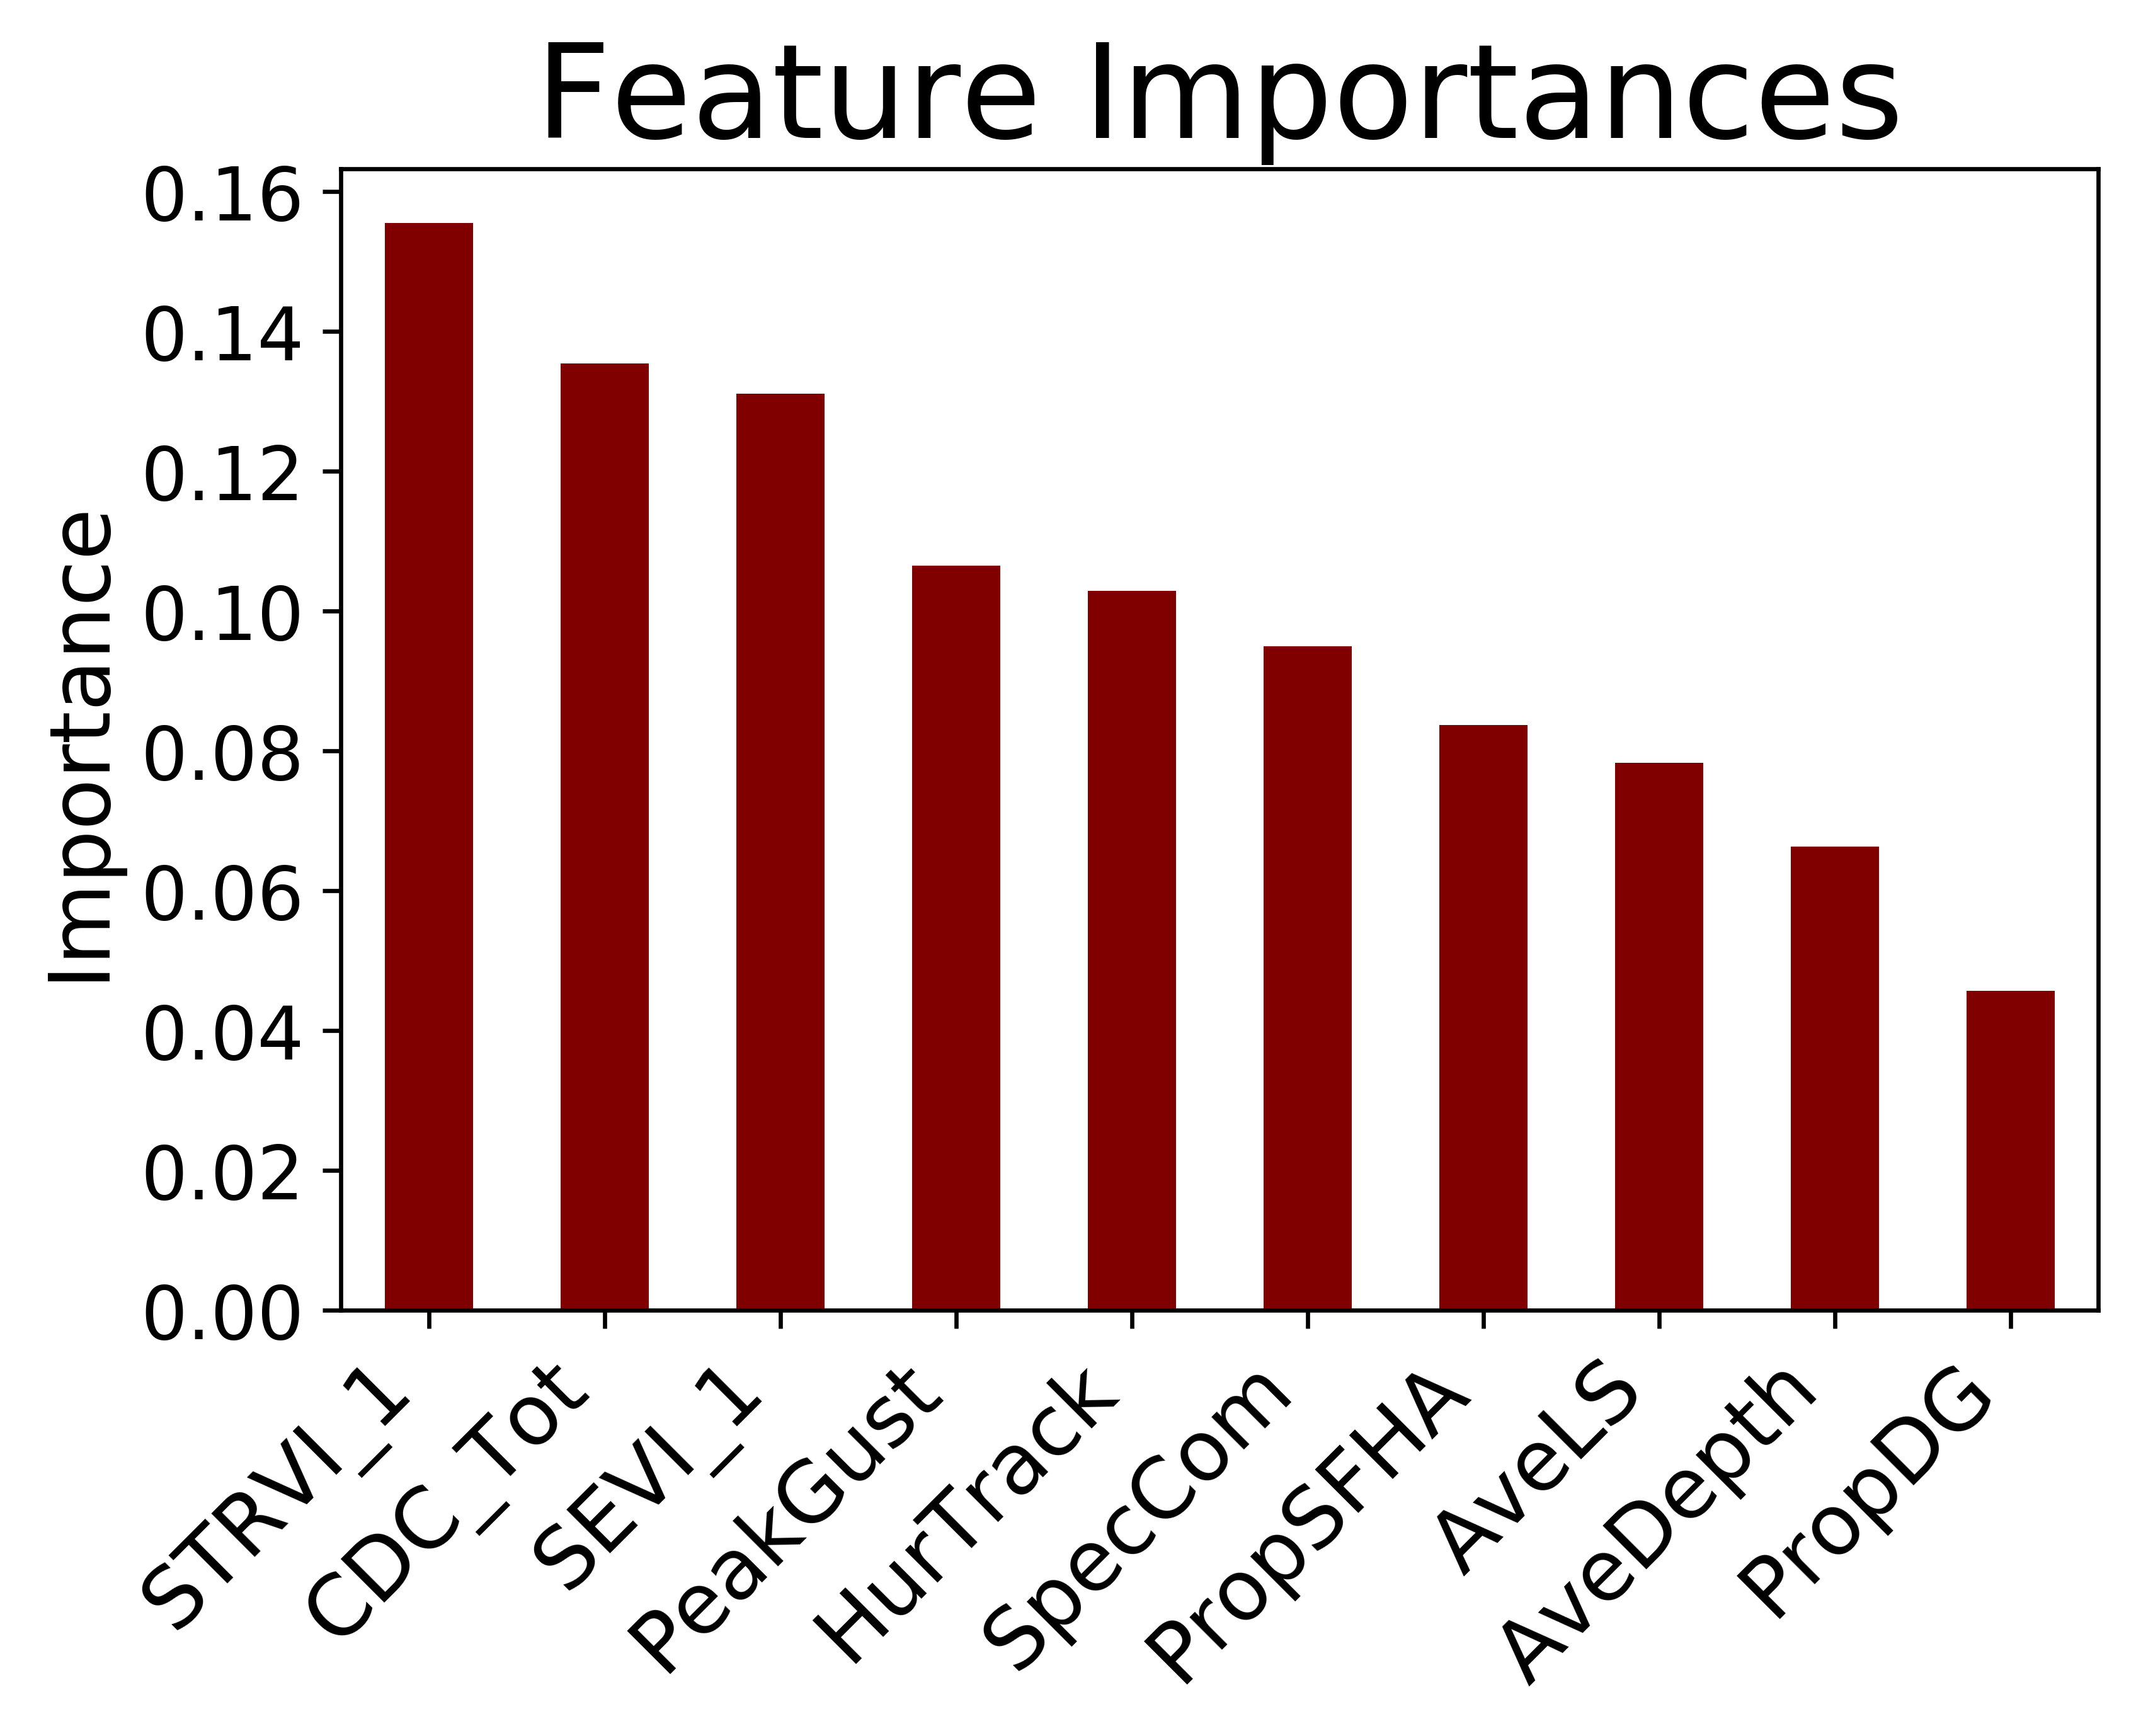 Feature Importances
Importance
0.16
0.14
0.12
0.10
0.08
0.06
0.04
0.02
0.00
STRVI_1
CDC_Tot
SEVI_1
PeakGust
HurTrack
SpecCom
PropSFHA
AveLS
AveDepth
PropDG